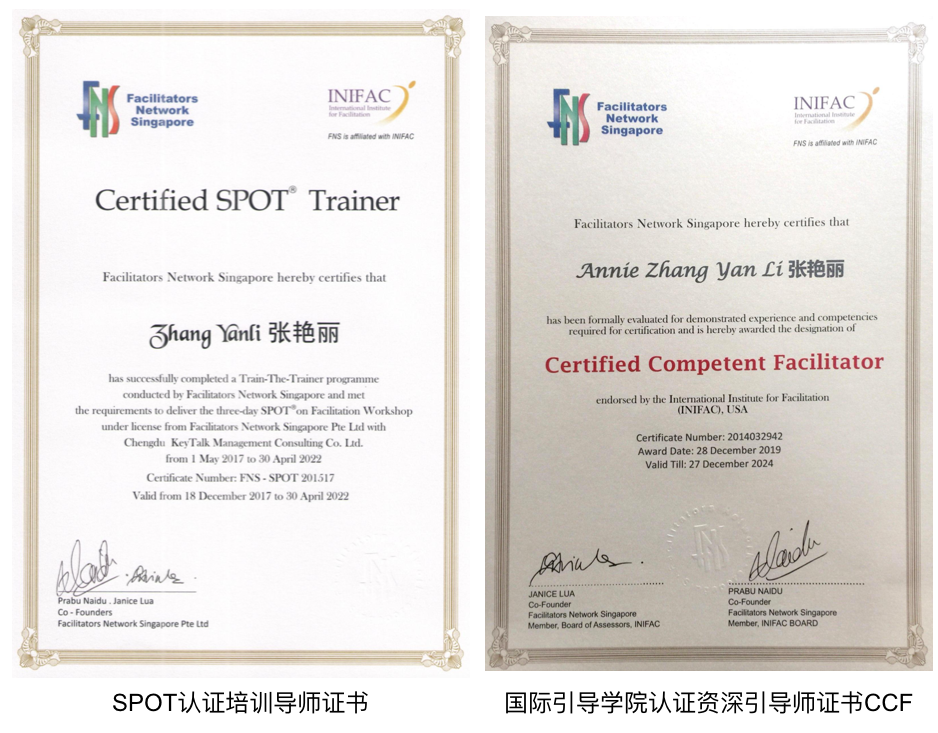 Facilitators
Network
Singapore
INIFAC
International Institute
for Facilitation
FNS is affiliated with INIFAC
Certified SPOT® Trainer
Facilitators Network Singapore hereby certifies that
Zhang Yanli 张艳丽
has successfully completed a Train-The-Trainer programme
conducted by Facilitators Network Singapore and met
the requirements to deliver the three-day SPOT®on Facilitation Workshop
under license from Facilitators Network Singapore Pte Ltd with
Chengdu KeyTalk Management Consulting Co. Ltd.
from 1 May 2017 to 30 April 2022
Certificate Number: FNS - SPOT 201517
Valid from 18 December 2017 to 30 April 2022
Prabu Naidu . Janice Lua
Co - Founders
Facilitators Network Singapore Pte Ltd
SPOT认证培训导师证书
Facilitators
Network
Singapore
INIFAC
International Institute
for Facilitation
FNS is affiliated with INIFAC
Facilitators Network Singapore hereby certifies that
Annie Zhang Yan Li 张艳丽
has been formally evaluated for demonstrated experience and competencies
required for certification and is hereby awarded the designation of
Certified Competent Facilitator
endorsed by the International Institute for Facilitation
(INIFAC), USA
Certificate Number: 2014032942
Award Date: 28 December 2019
Valid Till: 27 December 2024
JANICE LUA
Co-Founder
Facilitators Network Singapore
Member, Board of Assessors, INIFAC
PRABU NAIDU
Co-Founder
Facilitators Network Singapore
Member, INIFAC BOARD
国际引导学院认证资深引导师证书CCF